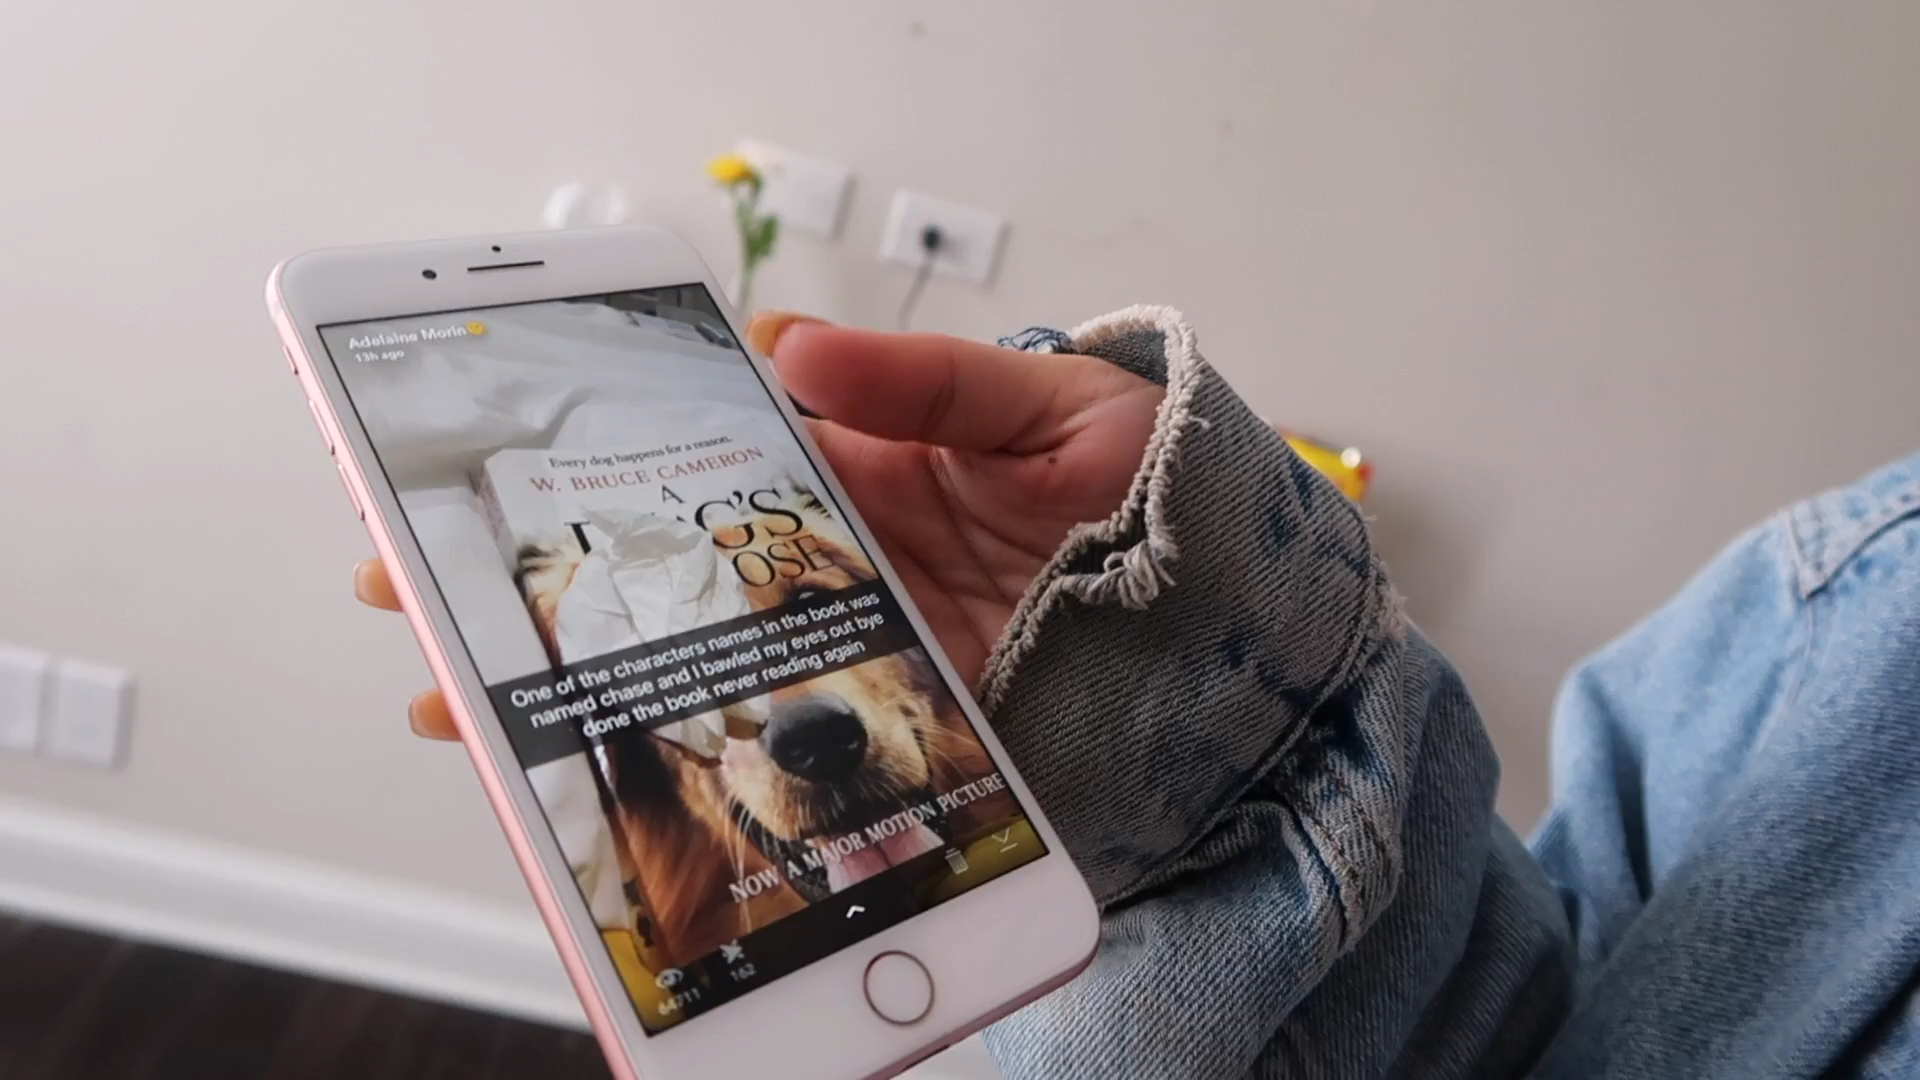 Adelaine Morin
13h ago
Every dog happens for a reason.
W. BRUCE CAMERON
A
G'S
OSE
One of the characters names in the book was
named chase and I bawled my eyes out bye
done the book never reading again
NOW A MAJOR MOTION PICTURE
64711
162